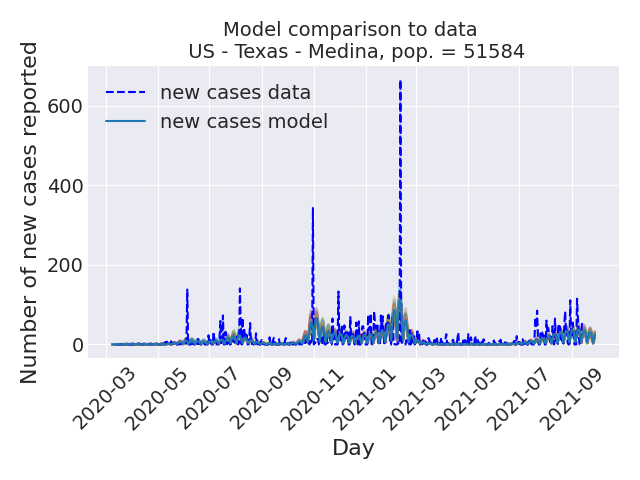 Model comparison to data
US - Texas - Medina, pop. = 51584
Number of new cases reported
600
400
200
0
new cases data
new cases model
2020-03
2020-05
2020-07
2020-09
2020-11
2021-01
2021-03
2021-05
2021-07
2021-09
Day